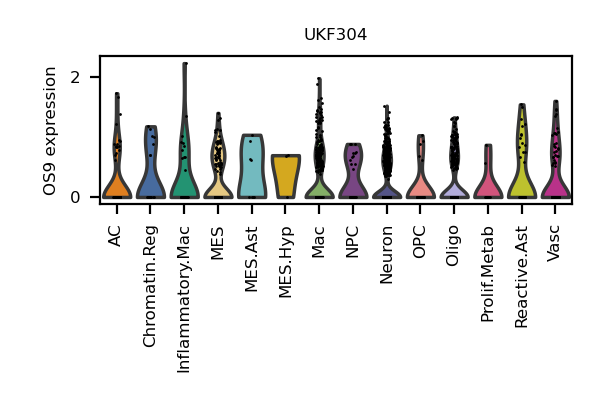 UKF304
OS9 expression
2
0
AC
Chromatin.Reg
Inflammatory.Mac
MES
MES.Ast
MES.Hyp
Mac
NPC
Neuron
OPC
Oligo
Prolif.Metab
Reactive.Ast
Vasc